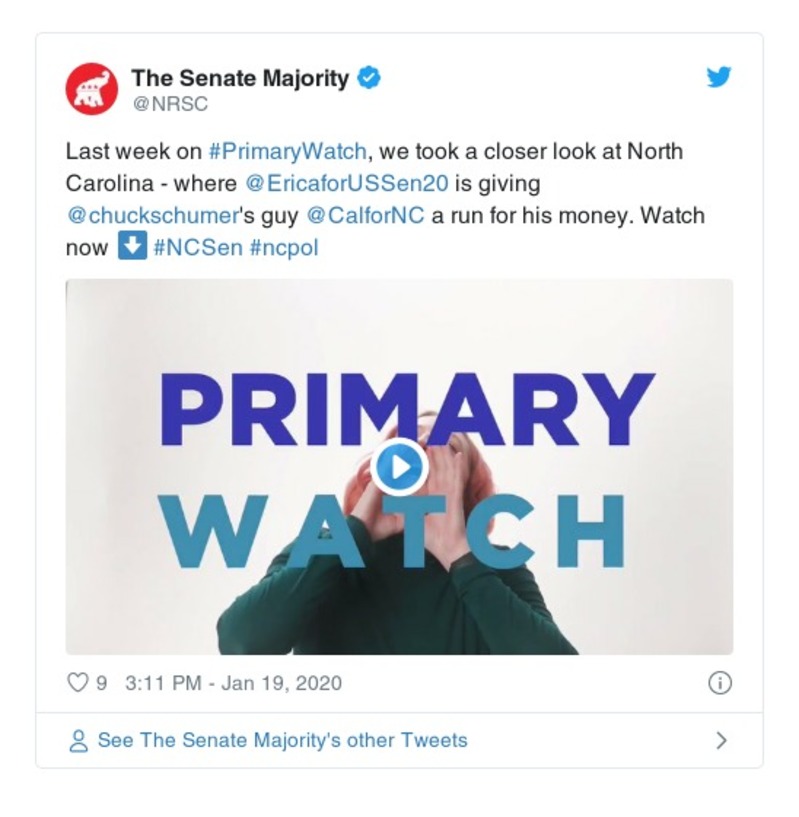 The Senate Majority
@NRSC
Last week on #PrimaryWatch, we took a closer look at North
Carolina - where @EricaforUSSen20 is giving
@chuckschumer's guy @CalforNC a run for his money. Watch
now ⬇️ #NCSen #ncpol
PRIMARY
WATCH
9 3:11 PM - Jan 19, 2020
See The Senate Majority's other Tweets